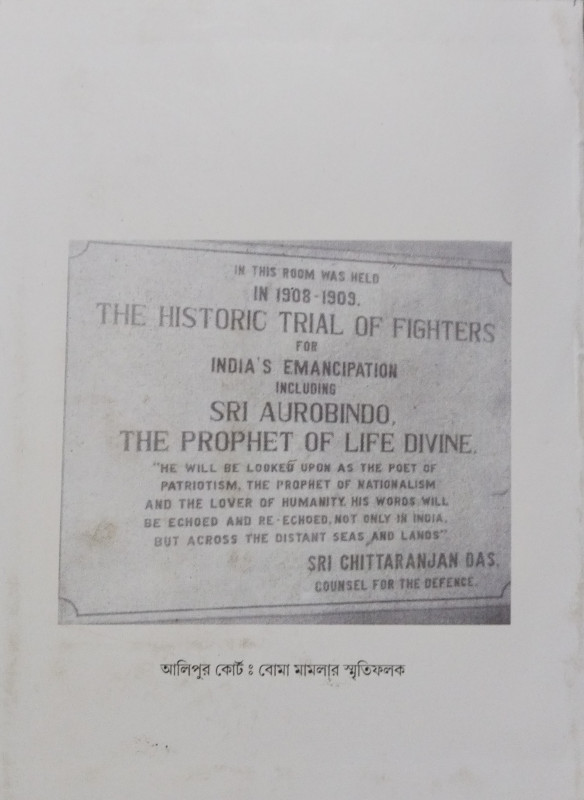 IN THIS ROOM WAS HELD
IN 1908-1909.
THE HISTORIC TRIAL OF FIGHTERS
FOR
INDIA'S EMANCIPATION
INCLUDING
SRI AUROBINDO,
THE PROPHET OF LIFE DIVINE.
"HE WILL BE LOOKED UPON AS THE POET OF
PATRIOTISM, THE PROPHET OF NATIONALISM
AND THE LOVER OF HUMANITY. HIS WORDS WILL
BE ECHOED AND RE-ECHOED, NOT ONLY IN INDIA,
BUT ACROSS THE DISTANT SEAS AND LANDS"
SRI CHITTARANJAN DAS.
COUNSEL FOR THE DEFENCE.
আলিপুর কোর্ট ঃ বোমা মামলার স্মৃতিফলক